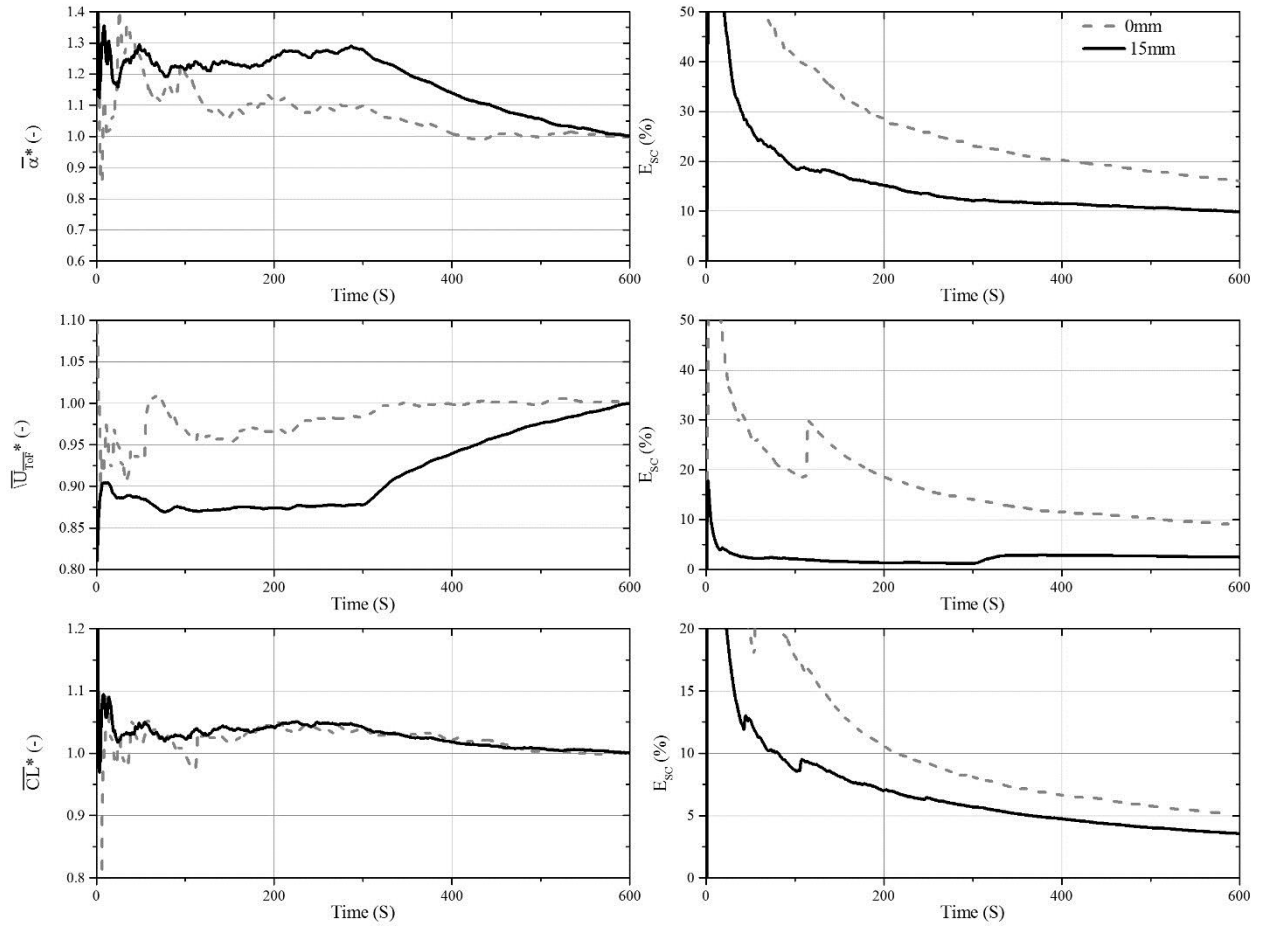 1.4
1.3
1.2
1.1
1.0
0.9
0.8
0.7
0.6
0 200 400 600
Time (S)
α̅* (-)
50
40
30
20
10
0
0 200 400 600
Time (S)
E_SC (%)
0mm
15mm
1.10
1.05
1.00
0.95
0.90
0.85
0.80
0 200 400 600
Time (S)
\U̅_ToF* (-)
50
40
30
20
10
0
0 200 400 600
Time (S)
E_SC (%)
1.2
1.1
1.0
0.9
0.8
0 200 400 600
Time (S)
C̅L̅* (-)
20
15
10
5
0
0 200 400 600
Time (S)
E_SC (%)